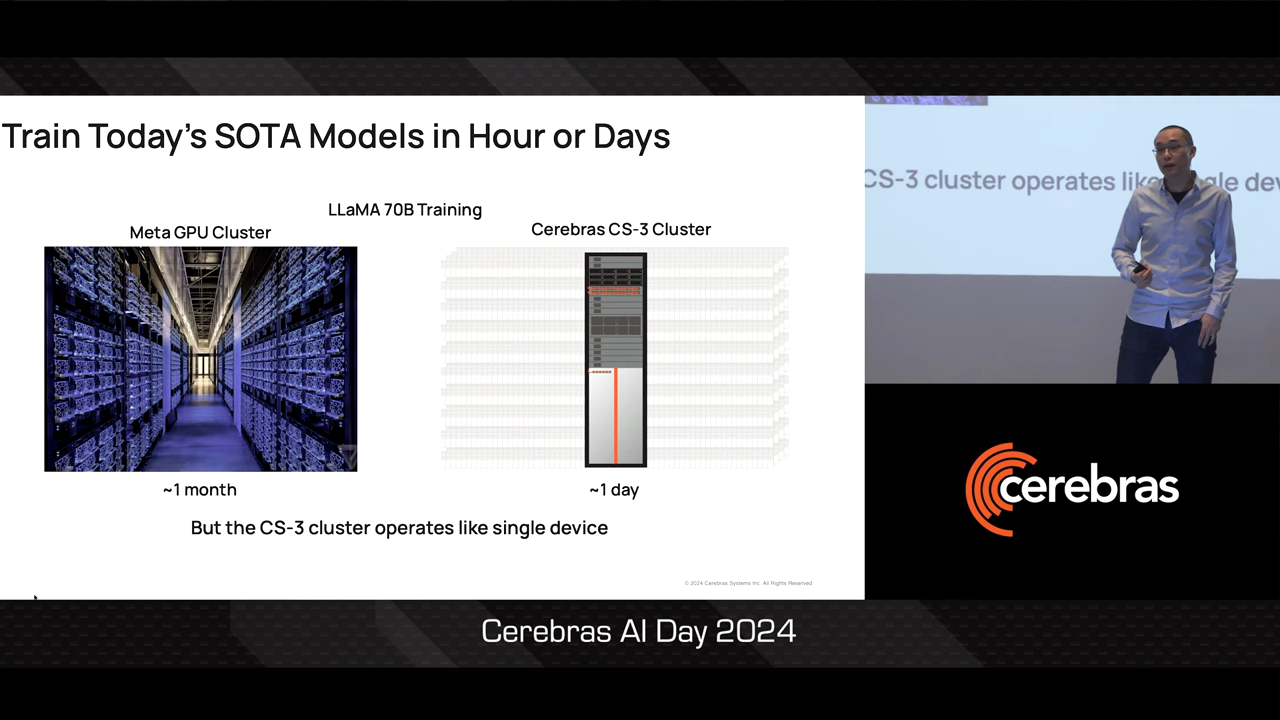 Train Today's SOTA Models in Hour or Days
LLaMA 70B Training
Meta GPU Cluster
Cerebras CS-3 Cluster
~1 month
~1 day
But the CS-3 cluster operates like single device
© 2024 Cerebras Systems Inc. All Rights Reserved
CS-3 cluster operates like single dev
cerebras
Cerebras AI Day 2024